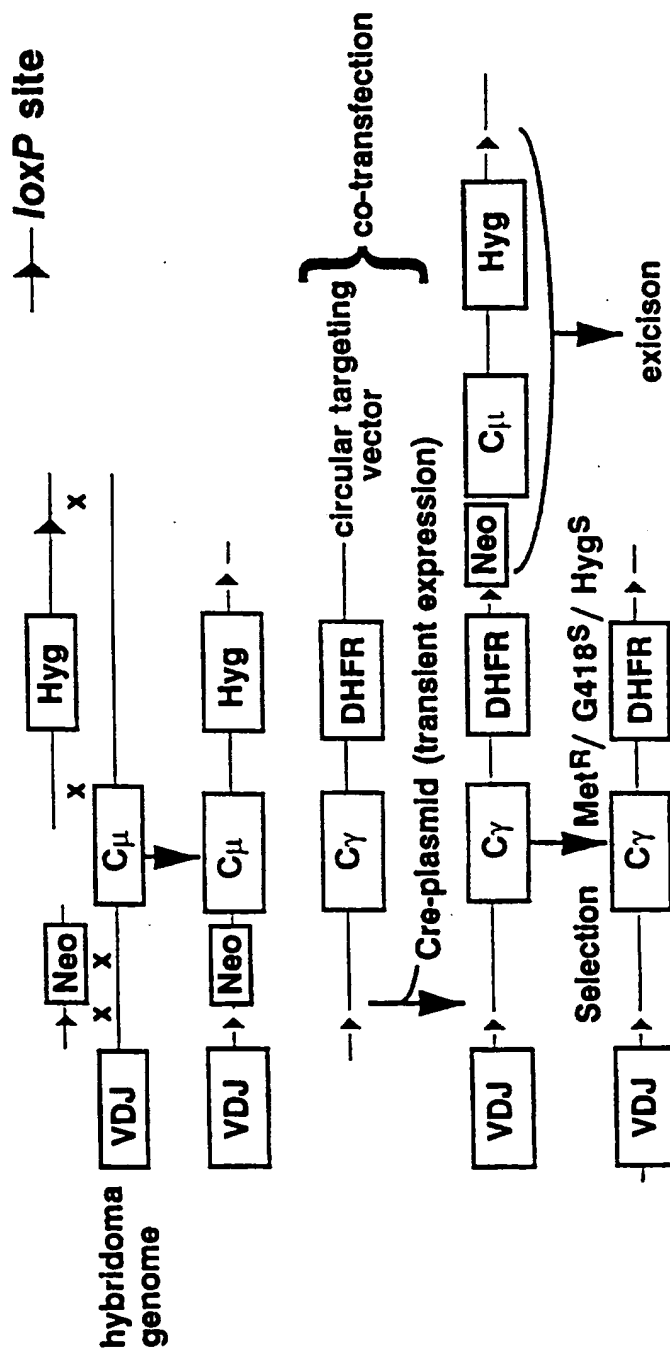 loxP site
Neo
Hyg
x x
x
x
hybridoma
genome
VDJ
Cμ
VDJ
Neo
Cμ
Hyg
Cγ
DHFR
circular targeting
vector
co-transfection
Cre-plasmid (transient expression)
VDJ
Cγ
DHFR
Neo
Cμ
Hyg
Selection MetR/ G418S/ HygS
exicison
VDJ
Cγ
DHFR